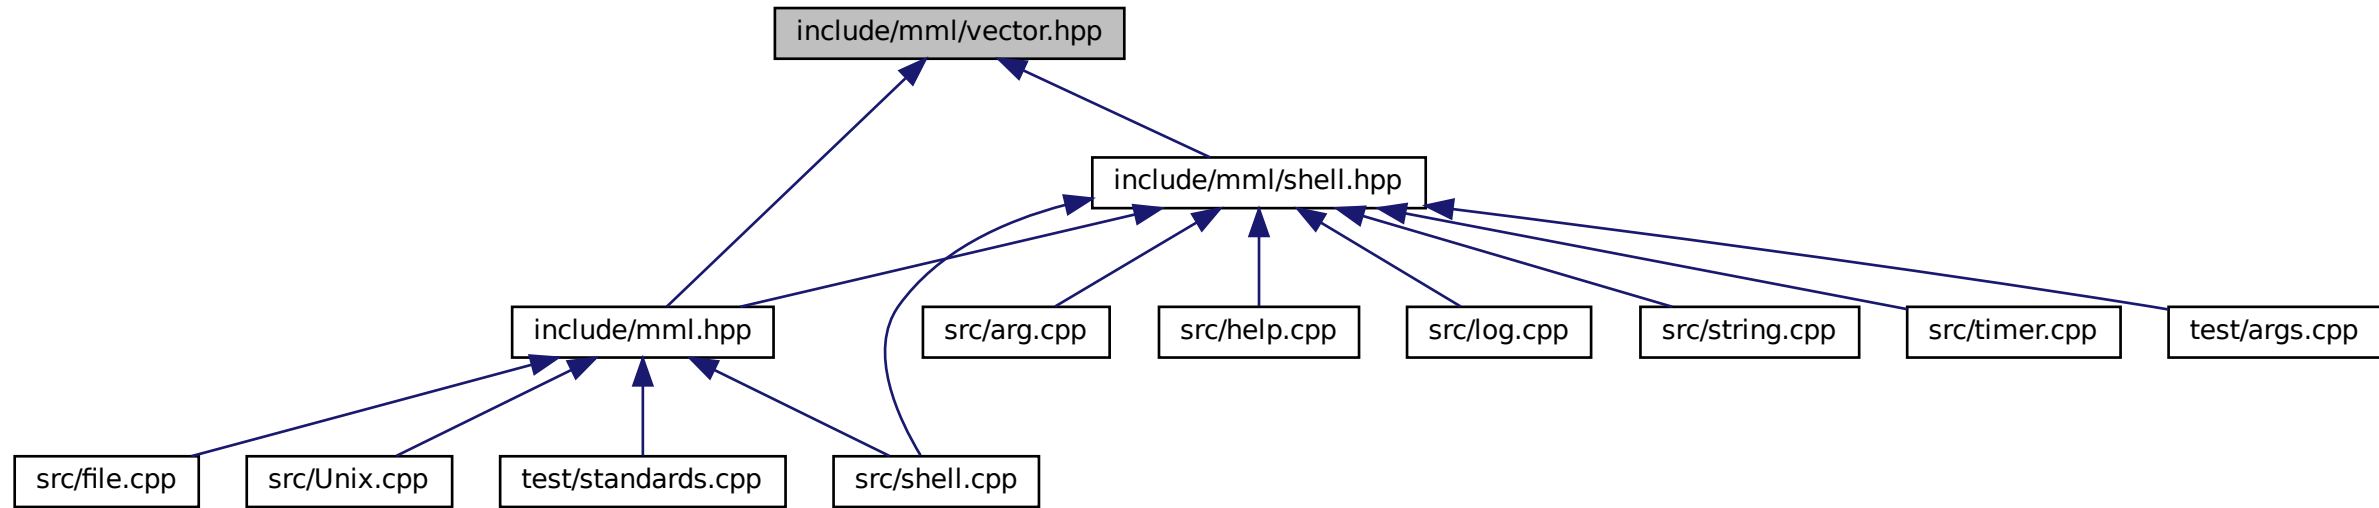 include/mml/vector.hpp
include/mml/shell.hpp
include/mml.hpp
src/arg.cpp
src/help.cpp
src/log.cpp
src/string.cpp
src/timer.cpp
test/args.cpp
src/file.cpp
src/Unix.cpp
test/standards.cpp
src/shell.cpp